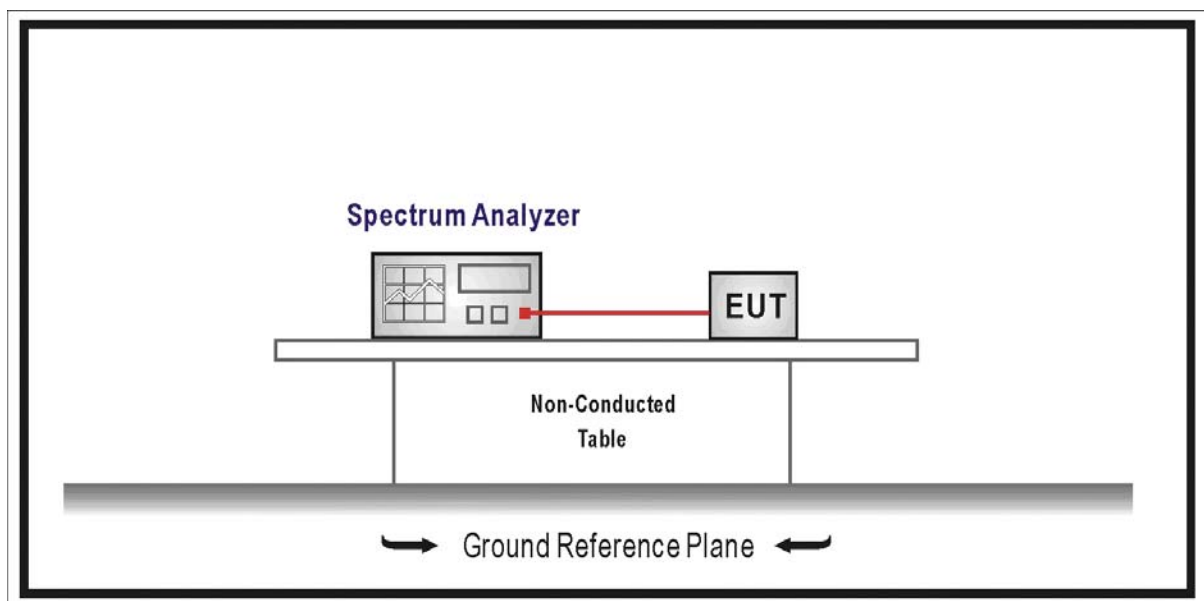 Spectrum Analyzer
EUT
Non-Conducted
Table
Ground Reference Plane